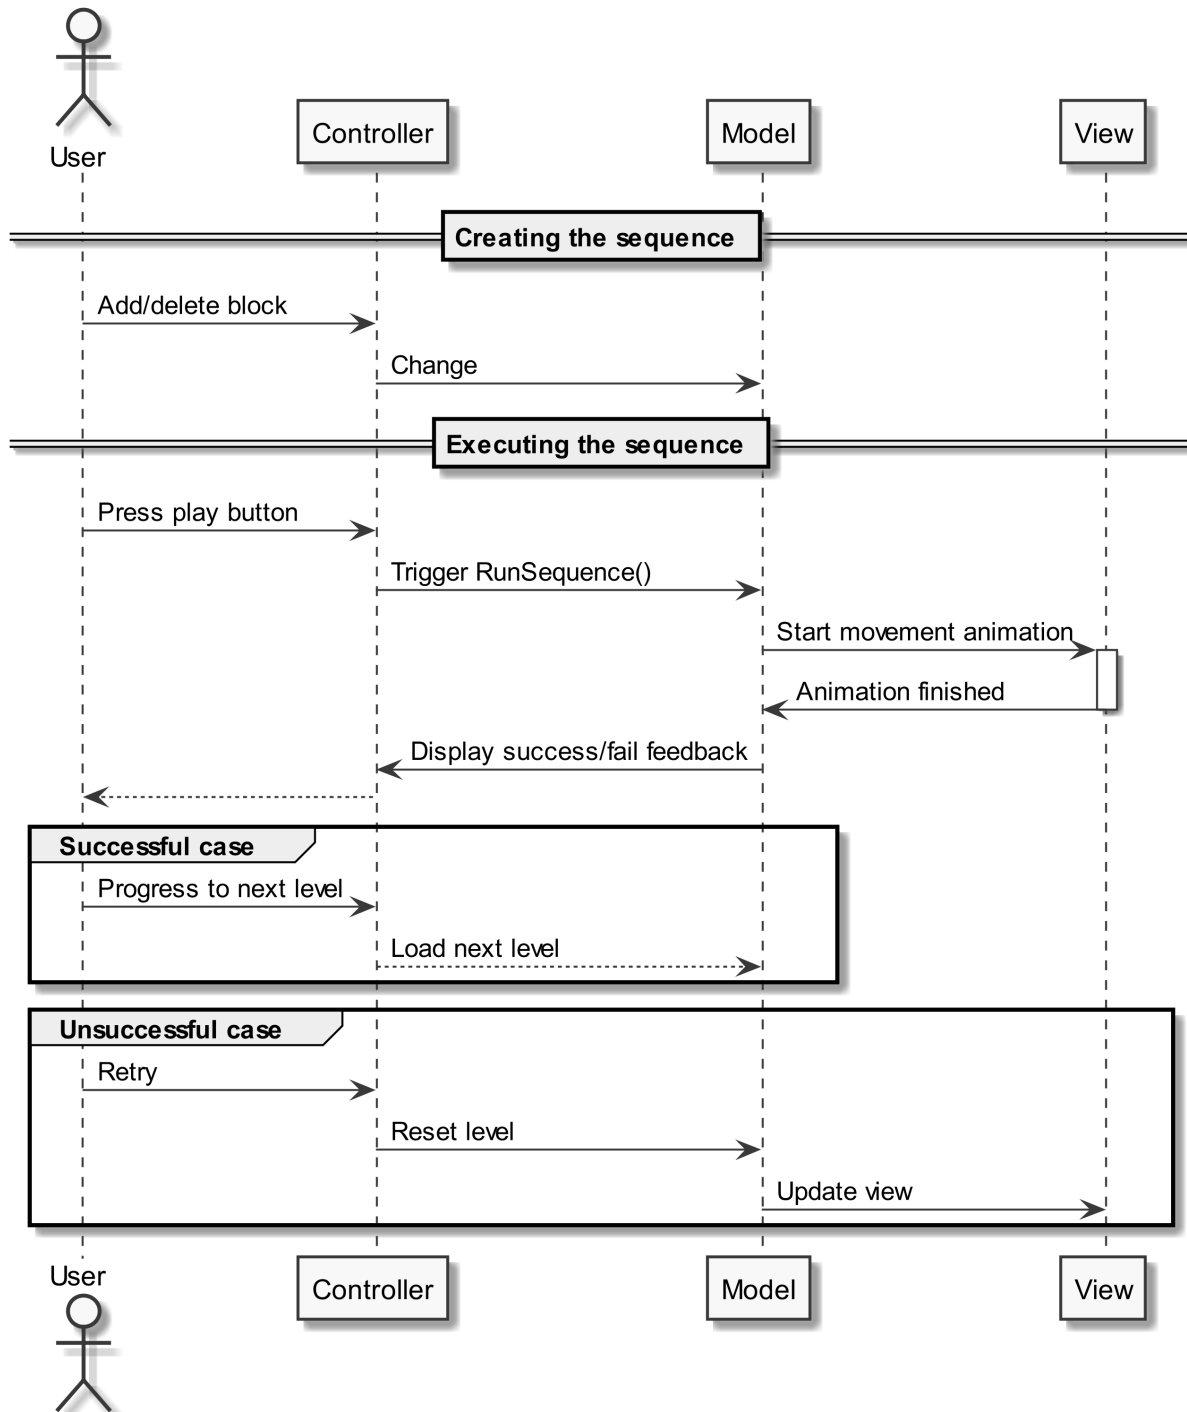 User
Controller
Model
View
Creating the sequence
Add/delete block
Change
Executing the sequence
Press play button
Trigger RunSequence()
Start movement animation
Animation finished
Display success/fail feedback
Successful case
Progress to next level
Load next level
Unsuccessful case
Retry
Reset level
Update view
User
Controller
Model
View